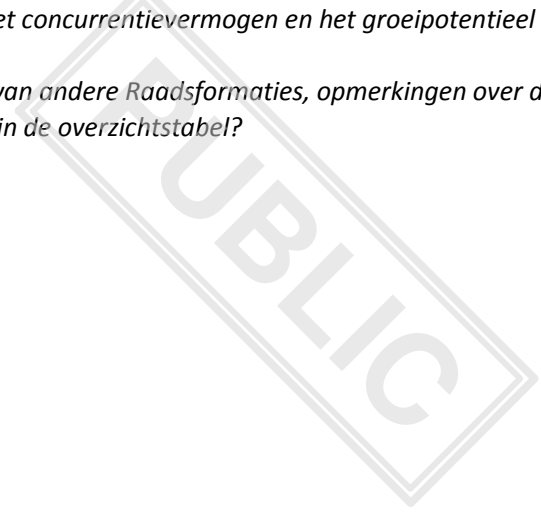 et concurrentievermogen en het groeipotentieel
van andere Raadsformaties, opmerkingen over d
in de overzichtstabel?
PUBLIC